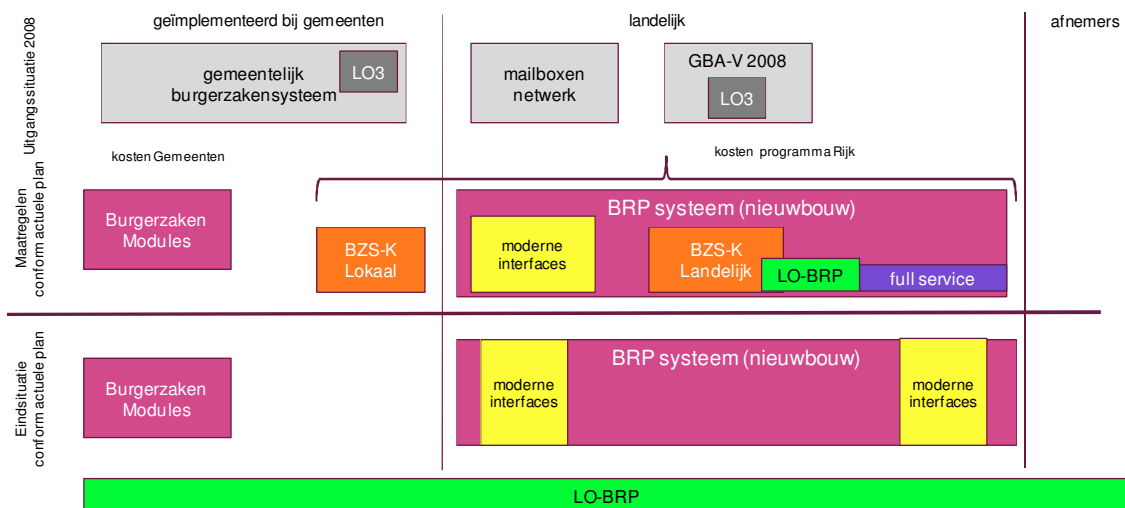 geïmplementeerd bij gemeenten
landelijk
afnemers
Uitgangssituatie 2008
gemeentelijk
burgerzakensysteem
LO3
mailboxen
netwerk
GBA-V 2008
LO3
kosten Gemeenten
kosten programma Rijk
Maatregelen
conform actuele plan
Burgerzaken
Modules
BZS-K
Lokaal
BRP systeem (nieuwbouw)
moderne
interfaces
BZS-K
Landelijk
LO-BRP
full service
Eindsituatie
conform actuele plan
Burgerzaken
Modules
BRP systeem (nieuwbouw)
moderne
interfaces
moderne
interfaces
LO-BRP